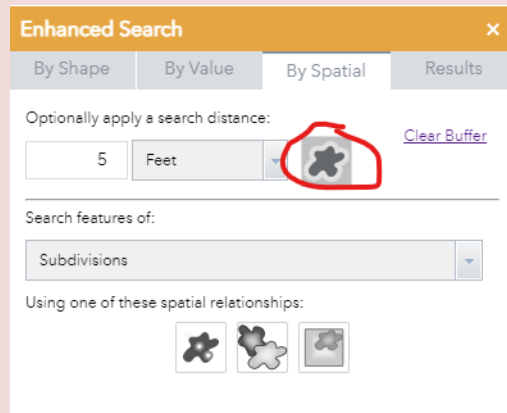 Enhanced Search ×
By Shape By Value By Spatial Results
Optionally apply a search distance:
Clear Buffer
5 Feet
Search features of:
Subdivisions
Using one of these spatial relationships: